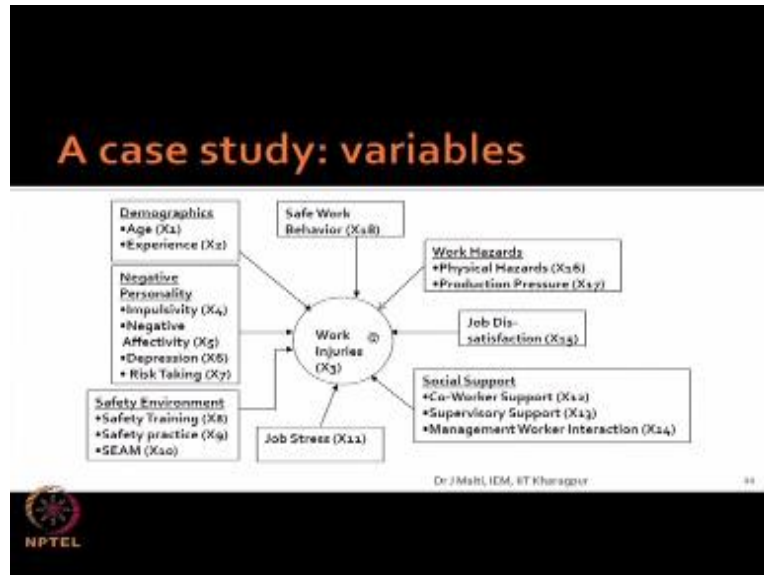 A case study: variables
Demographics
•Age (X1)
•Experience (X2)
Negative
Personality
•Impulsivity (X4)
•Negative
Affectivity (X5)
•Depression (X6)
• Risk Taking (X7)
Safety Environment
•Safety Training (X8)
•Safety practice (X9)
•SEAM (X10)
Safe Work
Behavior (X18)
Work
Injuries
(X3)
Job Stress (X11)
Work Hazards
•Physical Hazards (X16)
•Production Pressure (X17)
Job Dis-
satisfaction (X15)
Social Support
•Co-Worker Support (X12)
•Supervisory Support (X13)
•Management Worker Interaction (X14)
Dr J Maiti, IEM, IIT Kharagpur
NPTEL